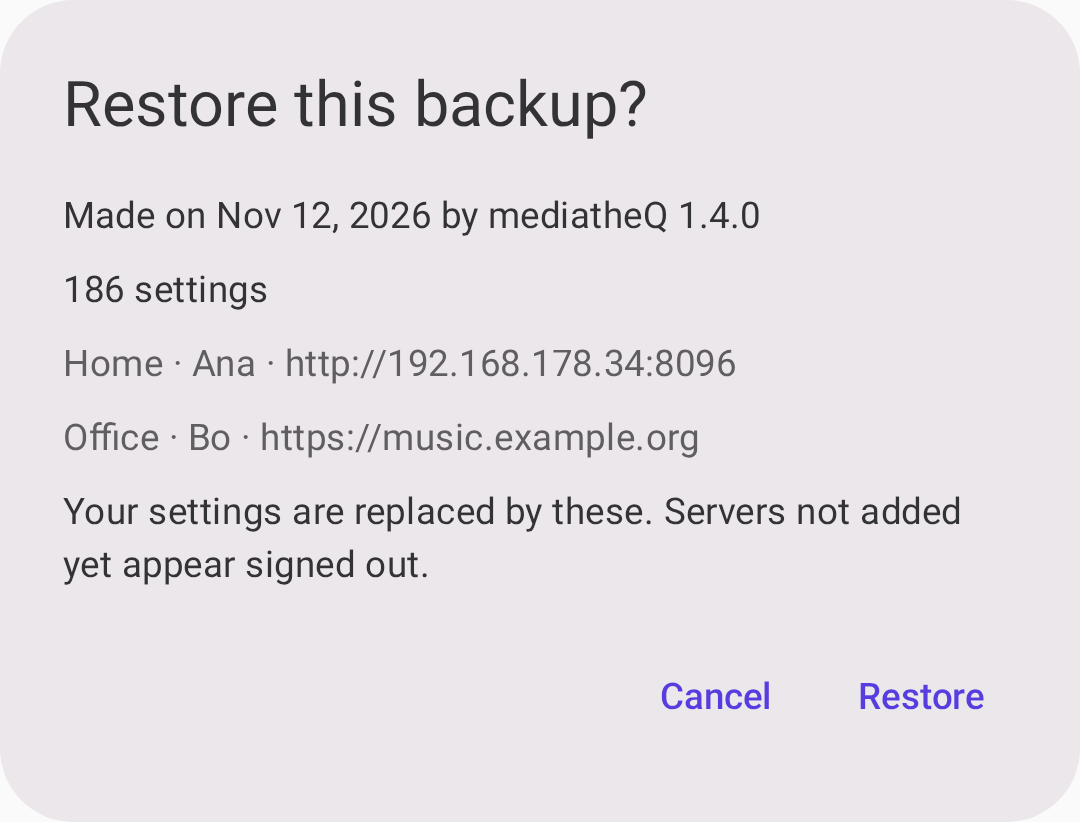 Restore this backup?
Made on Nov 12, 2026 by mediatheQ 1.4.0
186 settings
Home · Ana · http://192.168.178.34:8096
Office · Bo · https://music.example.org
Your settings are replaced by these. Servers not added
yet appear signed out.
Cancel Restore